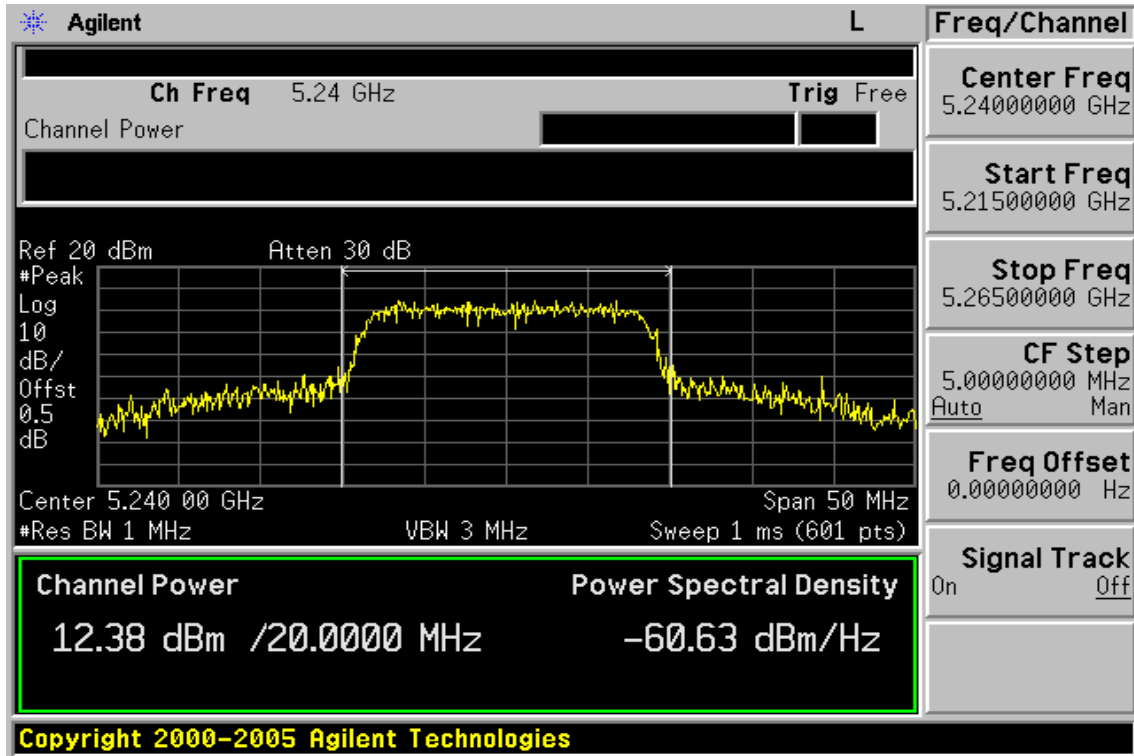 Agilent L Freq/Channel
Ch Freq 5.24 GHz Trig Free
Channel Power
Center Freq
5.24000000 GHz
Start Freq
5.21500000 GHz
Stop Freq
5.26500000 GHz
CF Step
5.00000000 MHz
Auto Man
Freq Offset
0.00000000 Hz
Signal Track
On Off
Ref 20 dBm Atten 30 dB
#Peak
Log
10
dB/
Offst
0.5
dB
Center 5.240 00 GHz Span 50 MHz
#Res BW 1 MHz VBW 3 MHz Sweep 1 ms (601 pts)
Channel Power Power Spectral Density
12.38 dBm /20.0000 MHz -60.63 dBm/Hz
Copyright 2000-2005 Agilent Technologies